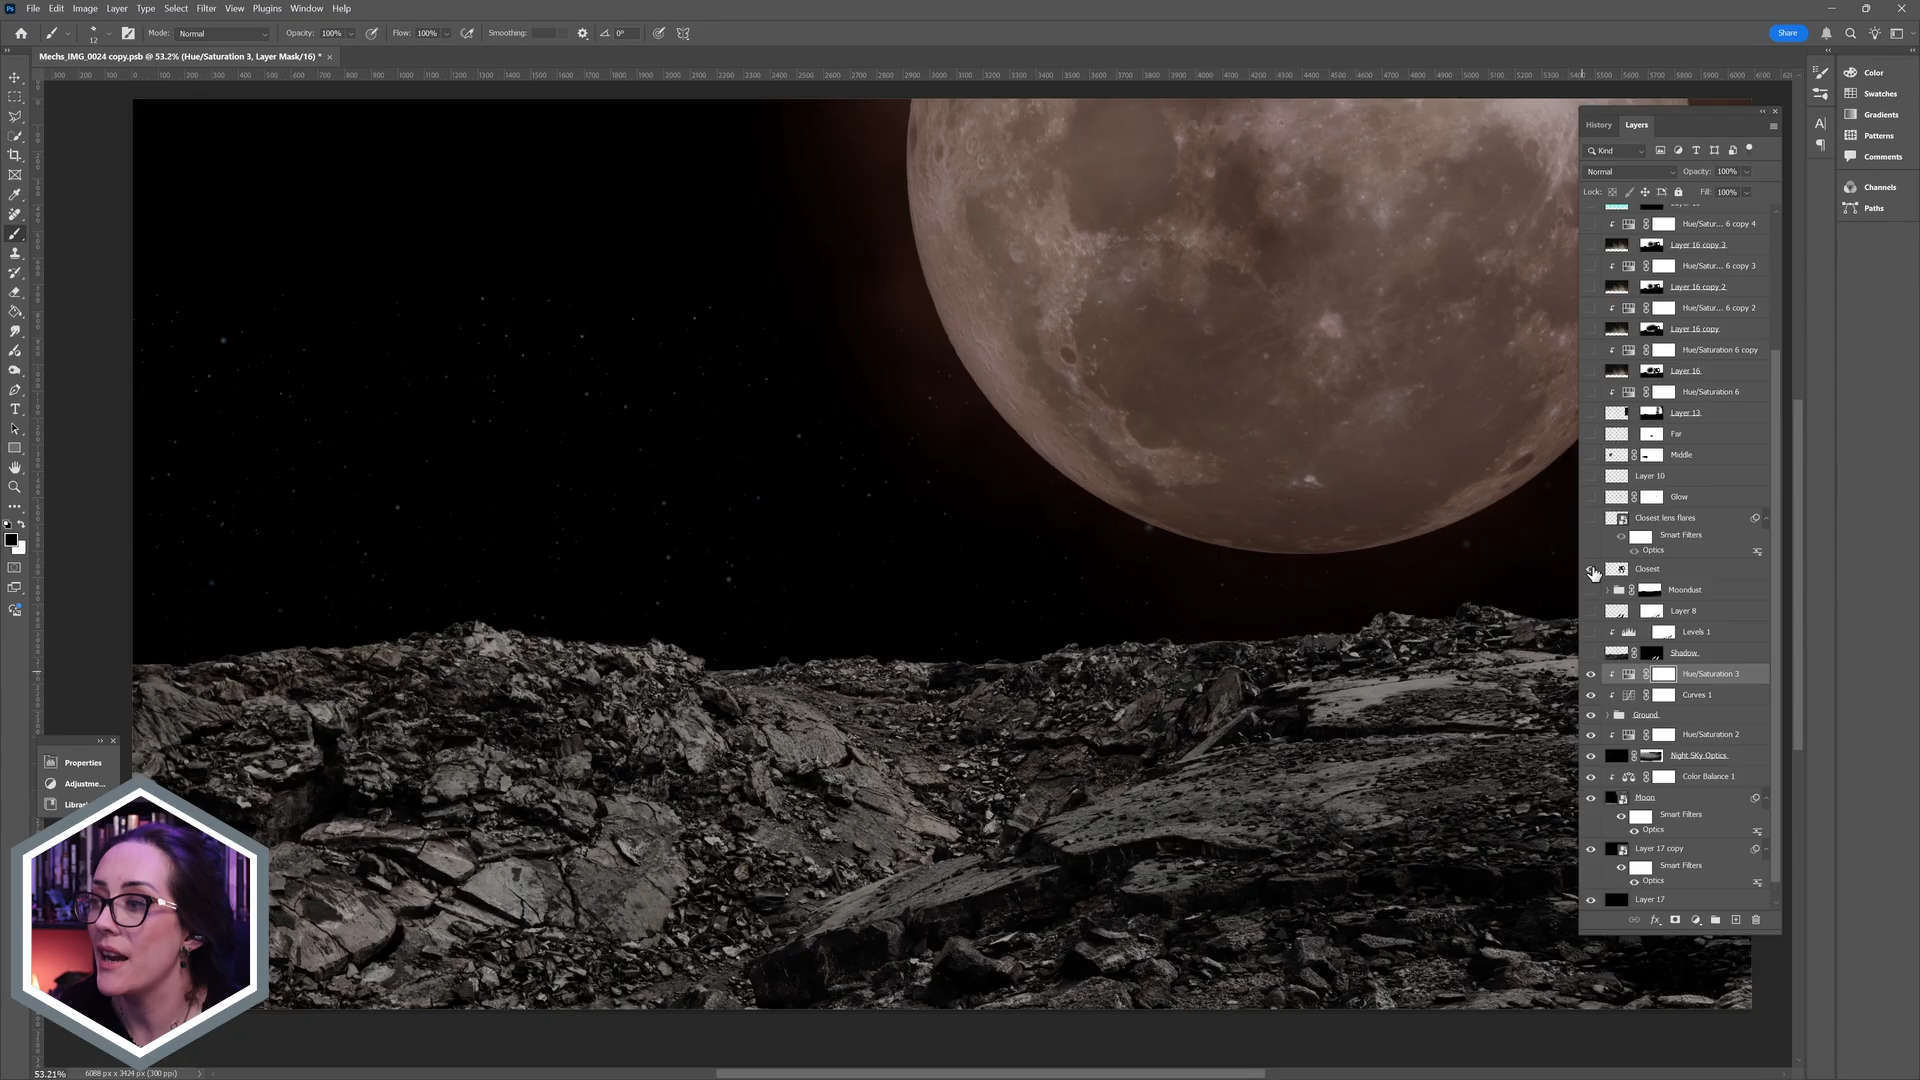 Ps File Edit Image Layer Type Select Filter View Plugins Window Help
12 Mode: Normal Opacity: 100% Flow: 100% Smoothing: 0° Share
Mechs_IMG_0024 copy.psb @ 53.2% (Hue/Saturation 3, Layer Mask/16) * ×
History Layers
Kind
Normal Opacity: 100%
Lock: Fill: 100%
Hue/Satur... 6 copy 4
Layer 16 copy 3
Hue/Satur... 6 copy 3
Layer 16 copy 2
Hue/Satur... 6 copy 2
Layer 16 copy
Hue/Saturation 6 copy
Layer 16
Hue/Saturation 6
Layer 13
Far
Middle
Layer 10
Glow
Closest lens flares
Smart Filters
Optics
Closest
Moondust
Layer 8
Levels 1
Shadow
Hue/Saturation 3
Curves 1
Ground
Hue/Saturation 2
Night SKy Optics
Color Balance 1
Moon
Smart Filters
Optics
Layer 17 copy
Smart Filters
Optics
Layer 17
fx
Color
Swatches
Gradients
Patterns
Comments
Channels
Paths
Properties
Adjustme...
Librari
53.21% 6088 px x 3424 px (300 ppi)